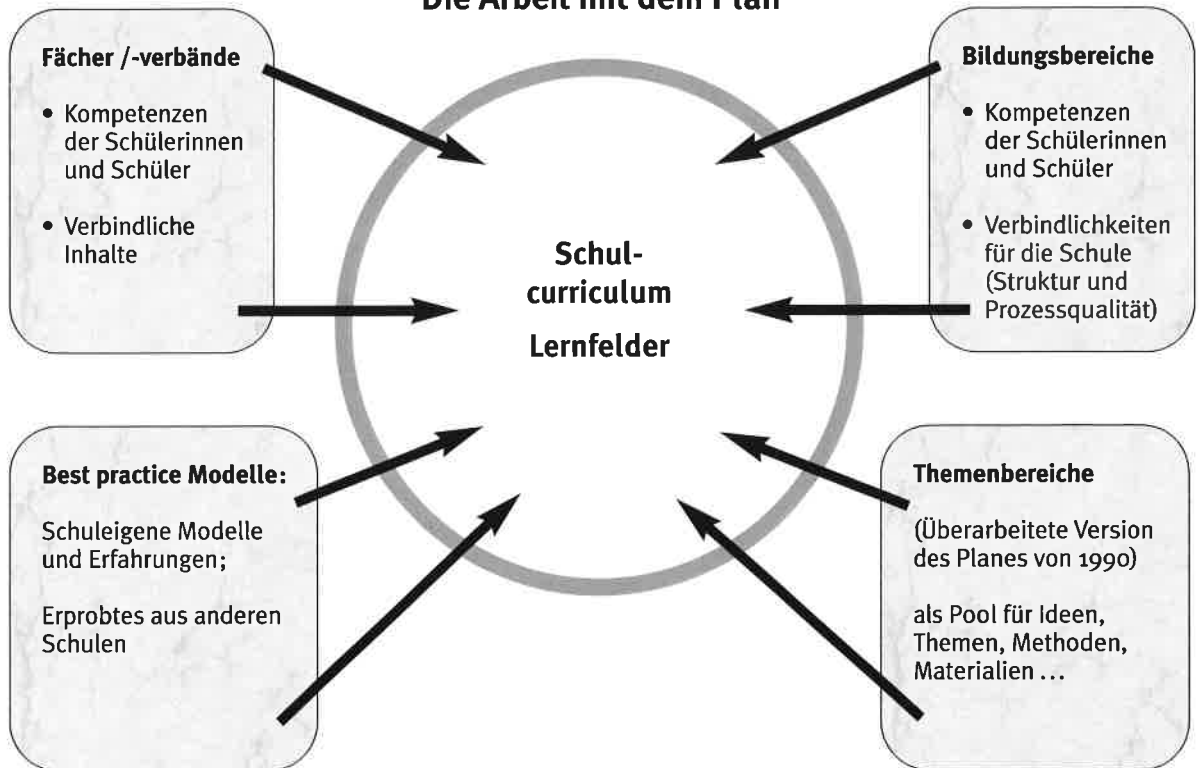 Die Arbeit mit dem Plan
Fächer /-verbände
• Kompetenzen
der Schülerinnen
und Schüler
• Verbindliche
Inhalte
Bildungsbereiche
• Kompetenzen
der Schülerinnen
und Schüler
• Verbindlichkeiten
für die Schule
(Struktur und
Prozessqualität)
Schul-
curriculum
Lernfelder
Best practice Modelle:
Schuleigene Modelle
und Erfahrungen;
Erprobtes aus anderen
Schulen
Themenbereiche
(Überarbeitete Version
des Planes von 1990)
als Pool für Ideen,
Themen, Methoden,
Materialien ...